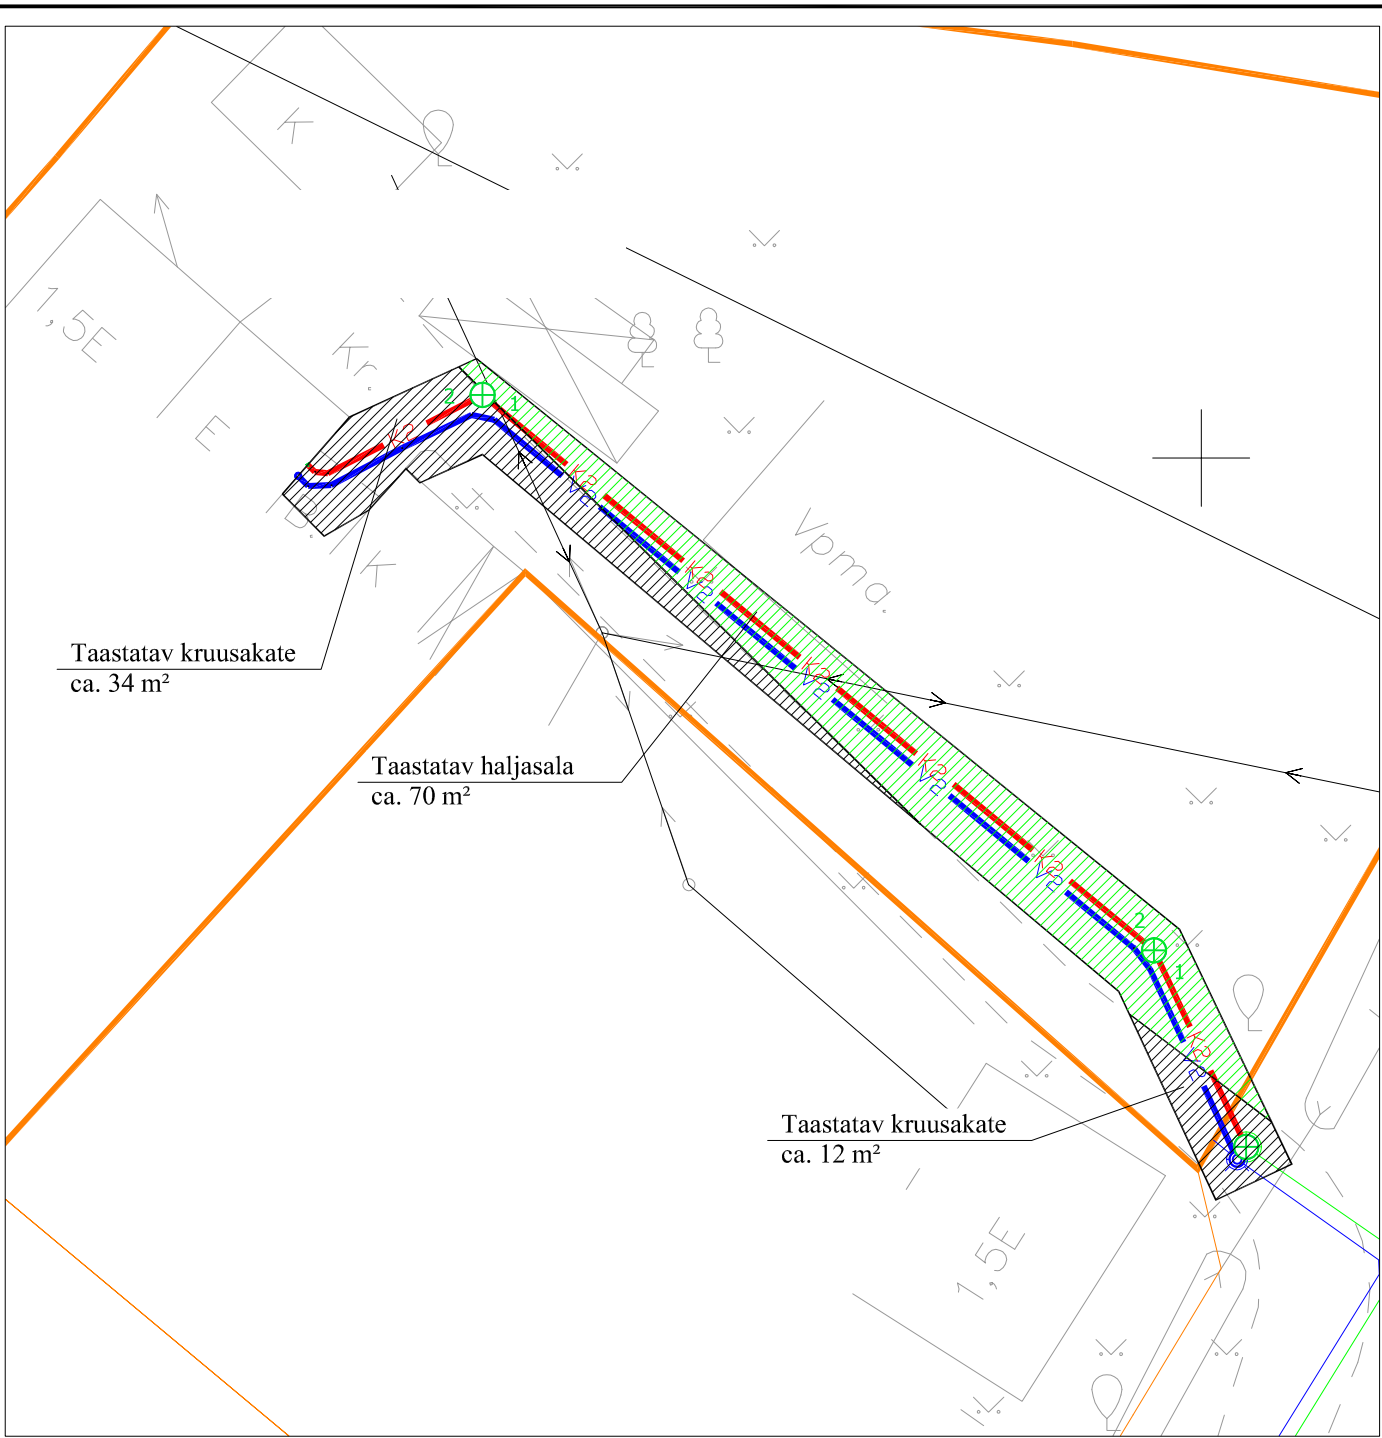 K
1,5E
Kr.
E
2
1
K2
K2
V2
P.
K
K2
V2
Vpma.
Taastatav kruusakate
ca. 34 m²
K2
V2
Taastatav haljasala
ca. 70 m²
K2
V2
K2
V2
2
1
K2
V2
Taastatav kruusakate
ca. 12 m²
1,5E